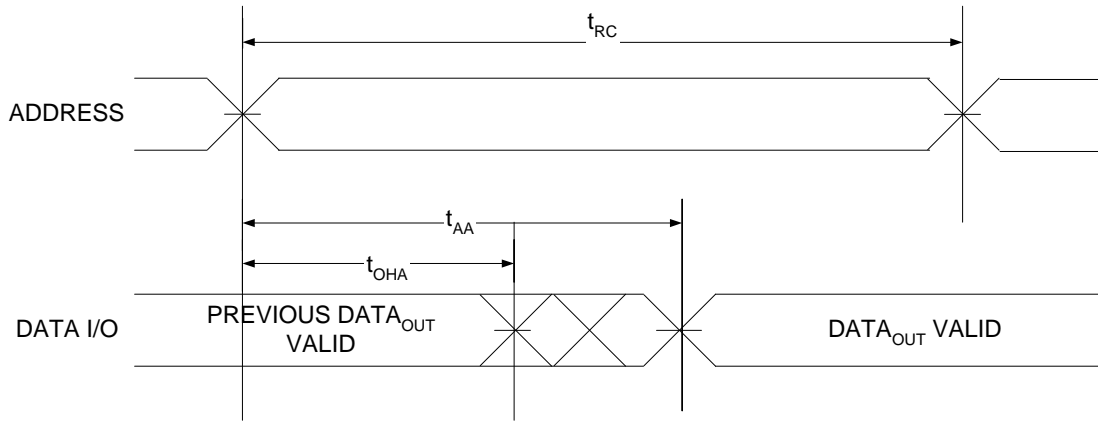 tRC
ADDRESS
tAA
tOHA
DATA I/O
PREVIOUS DATAOUT
VALID
DATAOUT VALID